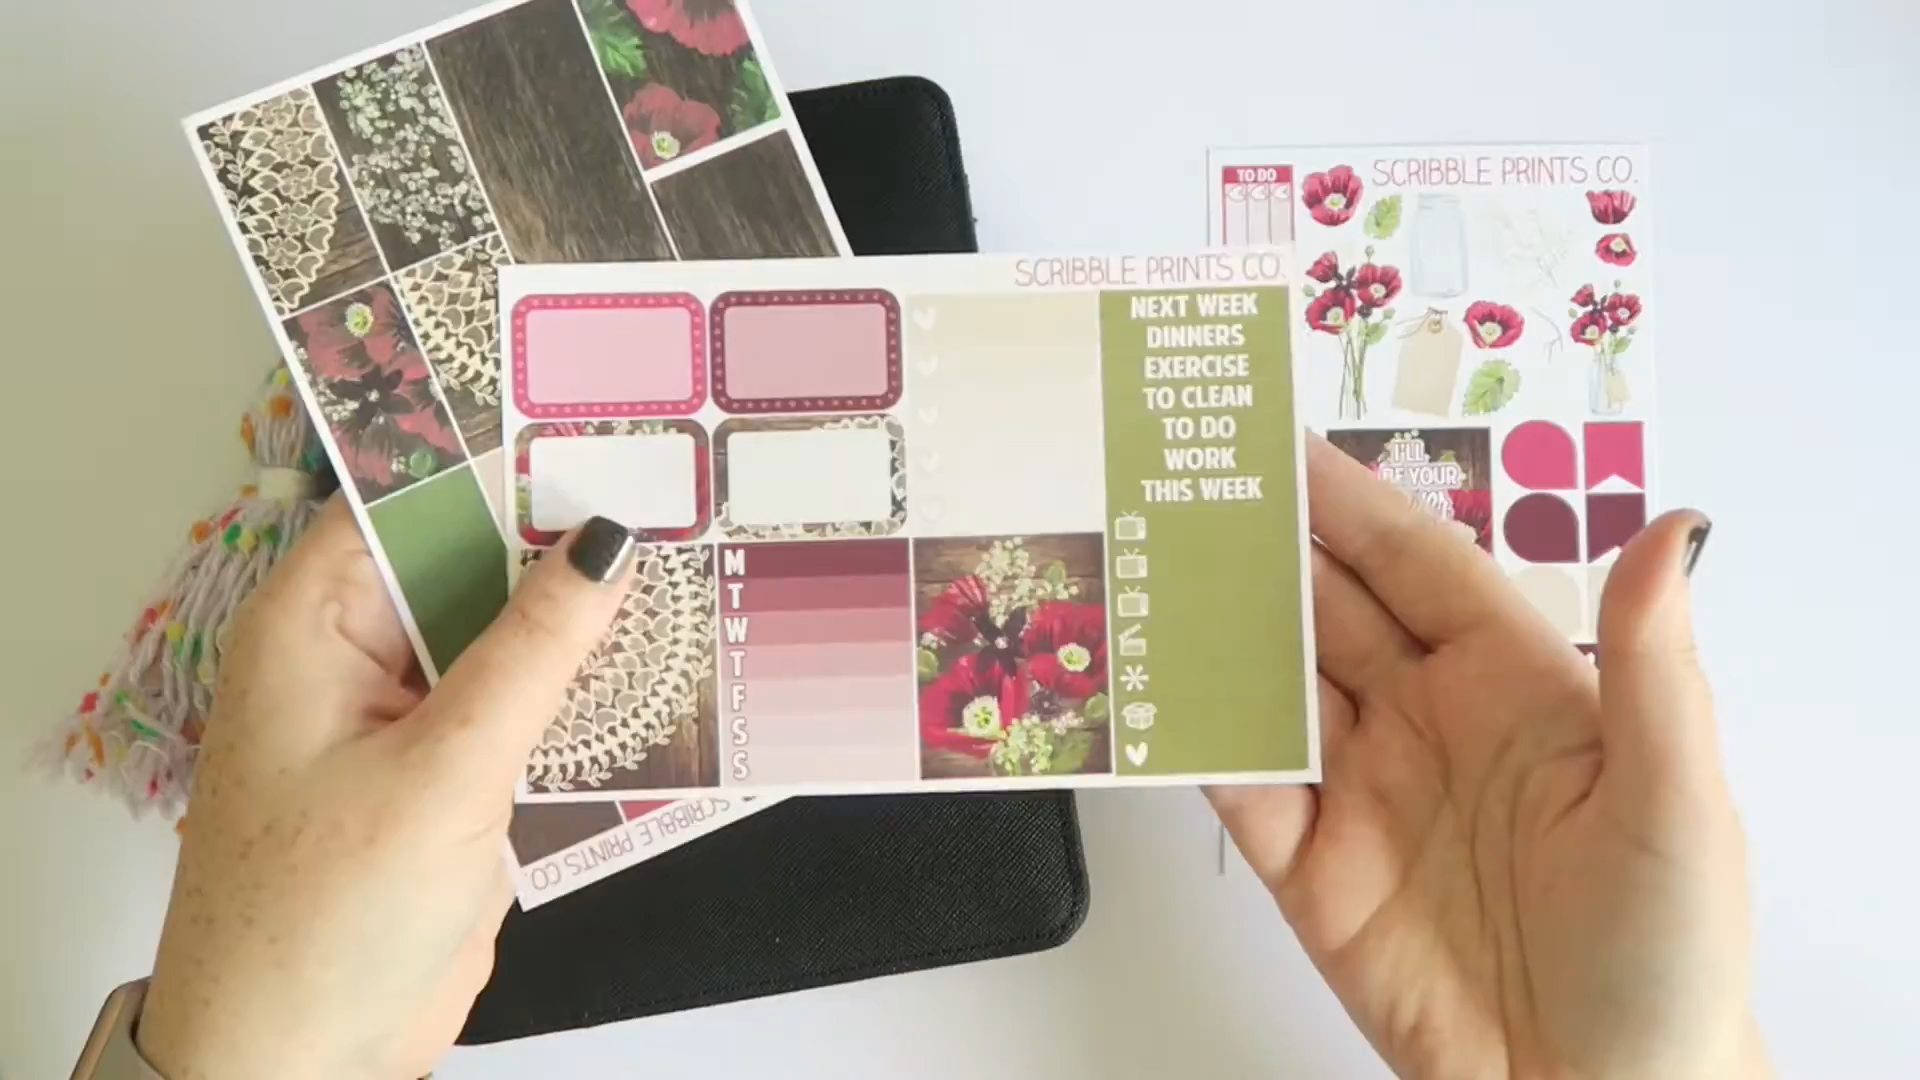 SCRIBBLE PRINTS CO.
TO DO
SCRIBBLE PRINTS CO.
NEXT WEEK
DINNERS
EXERCISE
TO CLEAN
TO DO
WORK
THIS WEEK
I'LL
BE YOUR
M
T
W
T
F
S
S
SCRIBBLE PRINTS CO.